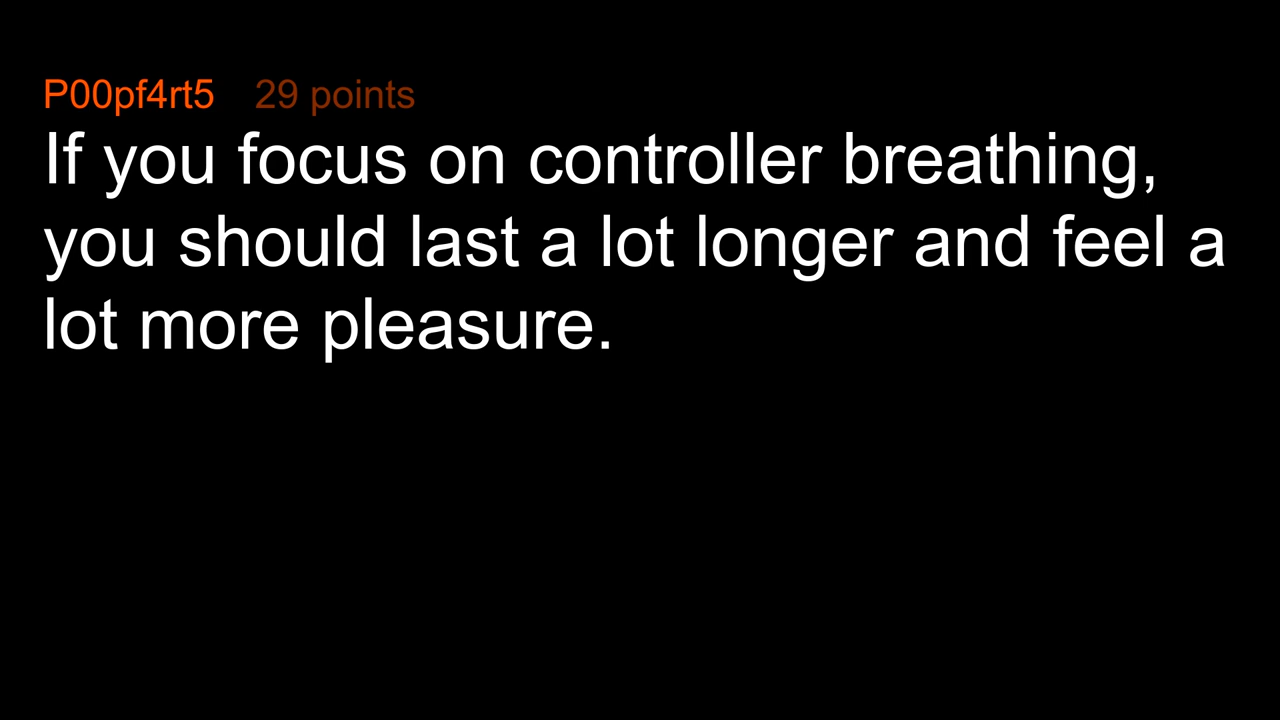 P00pf4rt5 29 points
If you focus on controller breathing,
you should last a lot longer and feel a
lot more pleasure.